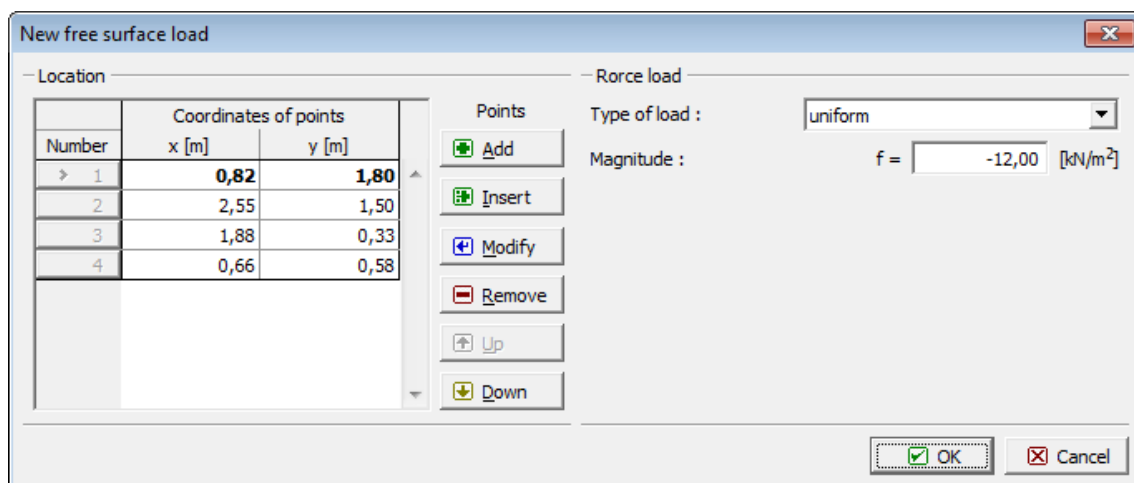 New free surface load
Location
Coordinates of points
Number x [m] y [m]
> 1 0,82 1,80
2 2,55 1,50
3 1,88 0,33
4 0,66 0,58
Points
Add
Insert
Modify
Remove
Up
Down
Rorce load
Type of load : uniform
Magnitude : f = -12,00 [kN/m²]
OK Cancel